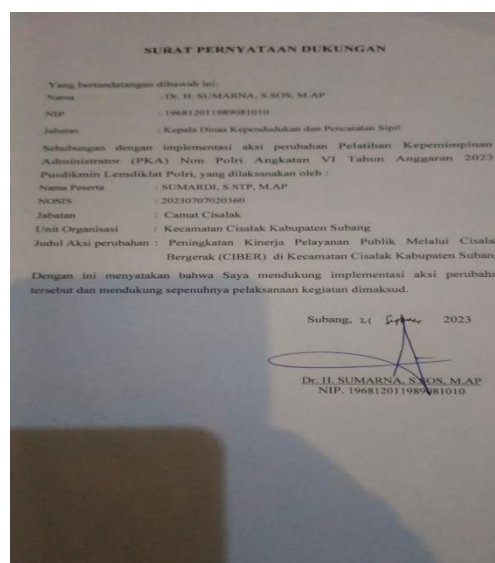 SURAT PERNYATAAN DUKUNGAN
Yang bertandatangan dibawah ini:
Nama : Dr. H. SUMARNA, S.SOS, M.AP
NIP : 196812011989081010
Jabatan : Kepala Dinas Kependudukan dan Pencatatan Sipil
Sehubungan dengan implementasi aksi perubahan Pelatihan Kepemimpinan
Administrator (PKA) Non Polri Angkatan VI Tahun Anggaran 2023
Pusdikmin Lemdiklat Polri, yang dilaksanakan oleh :
Nama Peserta : SUMARDI, S.STP, M.AP
NOSIS : 20230707020360
Jabatan : Camat Cisalak
Unit Organisasi : Kecamatan Cisalak Kabupaten Subang
Judul Aksi perubahan : Peningkatan Kinerja Pelayanan Publik Melalui Cisala
Bergerak (CIBER) di Kecamatan Cisalak Kabupaten Suban
Dengan ini menyatakan bahwa Saya mendukung implementasi aksi perubaha
tersebut dan mendukung sepenuhnya pelaksanaan kegiatan dimaksud.
Subang, 21 2023
Dr. H. SUMARNA, S.SOS, M.AP
NIP. 196812011989081010